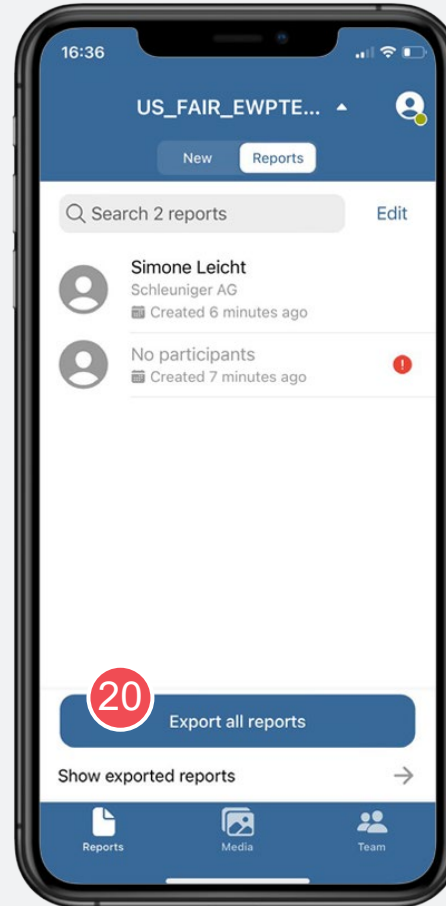 16:36
US_FAIR_EWPTE...
New Reports
Search 2 reports Edit
Simone Leicht
Schleuniger AG
Created 6 minutes ago
No participants
Created 7 minutes ago
20
Export all reports
Show exported reports
Reports Media Team